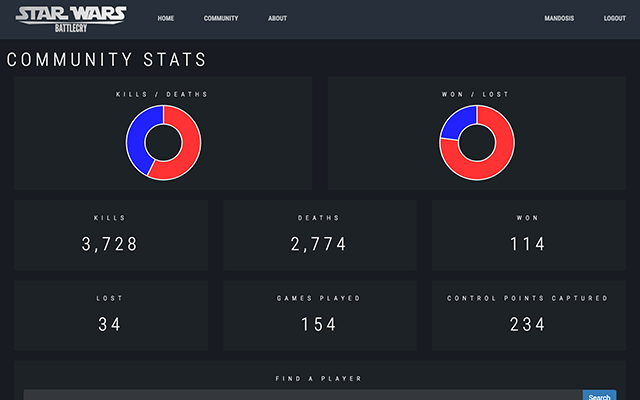 STAR WARS
BATTLECRY
HOME COMMUNITY ABOUT MANDOSIS LOGOUT
COMMUNITY STATS
KILLS / DEATHS WON / LOST
KILLS DEATHS WON
3,728 2,774 114
LOST GAMES PLAYED CONTROL POINTS CAPTURED
34 154 234
FIND A PLAYER
Search